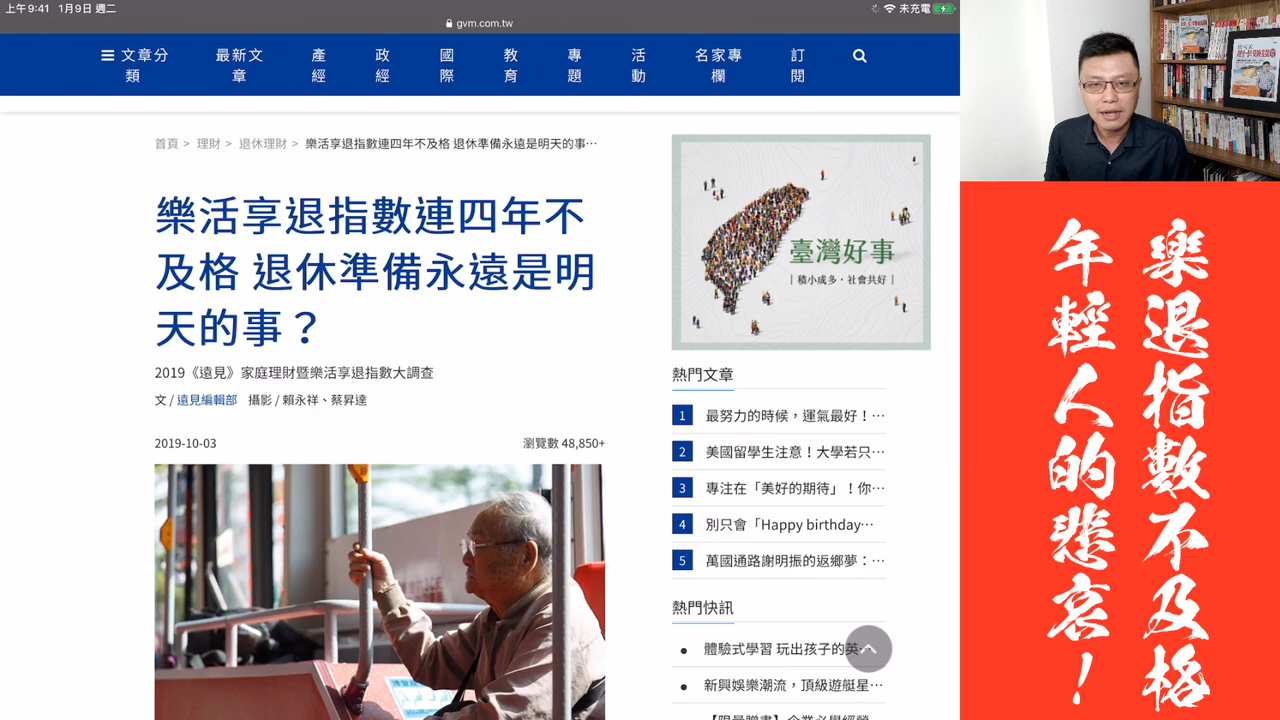 上午9:41 1月9日 週二
未充電
gvm.com.tw
文章分類
最新文章
產經
政經
國際
教育
專題
活動
名家專欄
訂閱
首頁 > 理財 > 退休理財 > 樂活享退指數連四年不及格 退休準備永遠是明天的事…
樂活享退指數連四年不
及格 退休準備永遠是明
天的事？
2019《遠見》家庭理財暨樂活享退指數大調查
文 / 遠見編輯部 攝影 / 賴永祥、蔡昇達
2019-10-03
瀏覽數 48,850+
臺灣好事
| 積小成多・社會共好 |
熱門文章
1 最努力的時候，運氣最好！…
2 美國留學生注意！大學若只…
3 專注在「美好的期待」！你…
4 別只會「Happy birthday…
5 萬國通路謝明振的返鄉夢：…
熱門快訊
體驗式學習 玩出孩子的英…
新興娛樂潮流，頂級遊艇星…
樂退指數不及格
年輕人的悲哀！